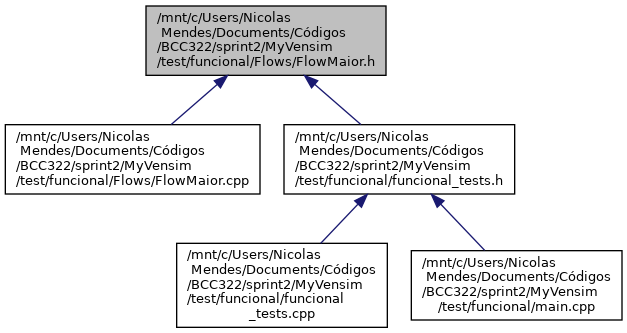 /mnt/c/Users/Nicolas
Mendes/Documents/Códigos
/BCC322/sprint2/MyVensim
/test/funcional/Flows/FlowMaior.h
/mnt/c/Users/Nicolas
Mendes/Documents/Códigos
/BCC322/sprint2/MyVensim
/test/funcional/Flows/FlowMaior.cpp
/mnt/c/Users/Nicolas
Mendes/Documents/Códigos
/BCC322/sprint2/MyVensim
/test/funcional/funcional_tests.h
/mnt/c/Users/Nicolas
Mendes/Documents/Códigos
/BCC322/sprint2/MyVensim
/test/funcional/funcional
_tests.cpp
/mnt/c/Users/Nicolas
Mendes/Documents/Códigos
/BCC322/sprint2/MyVensim
/test/funcional/main.cpp